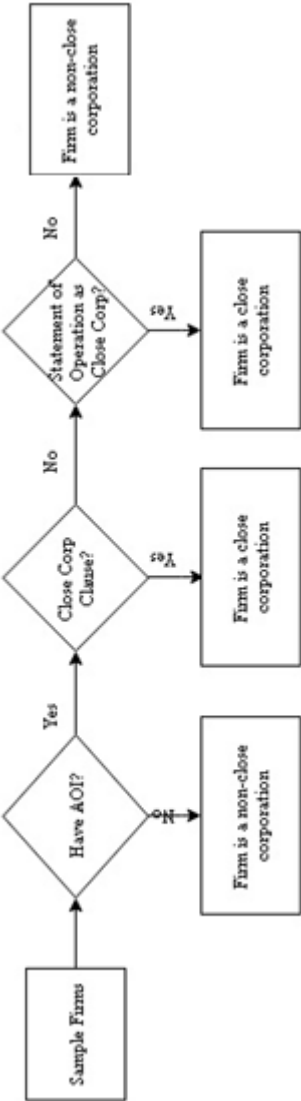 Sample Firms
Have AOI?
Yes
No
Firm is a non-close
corporation
Close Corp
Clause?
No
Yes
Firm is a close
corporation
Statement of
Operation as
Close Corp?
No
Yes
Firm is a close
corporation
Firm is a non-close
corporation